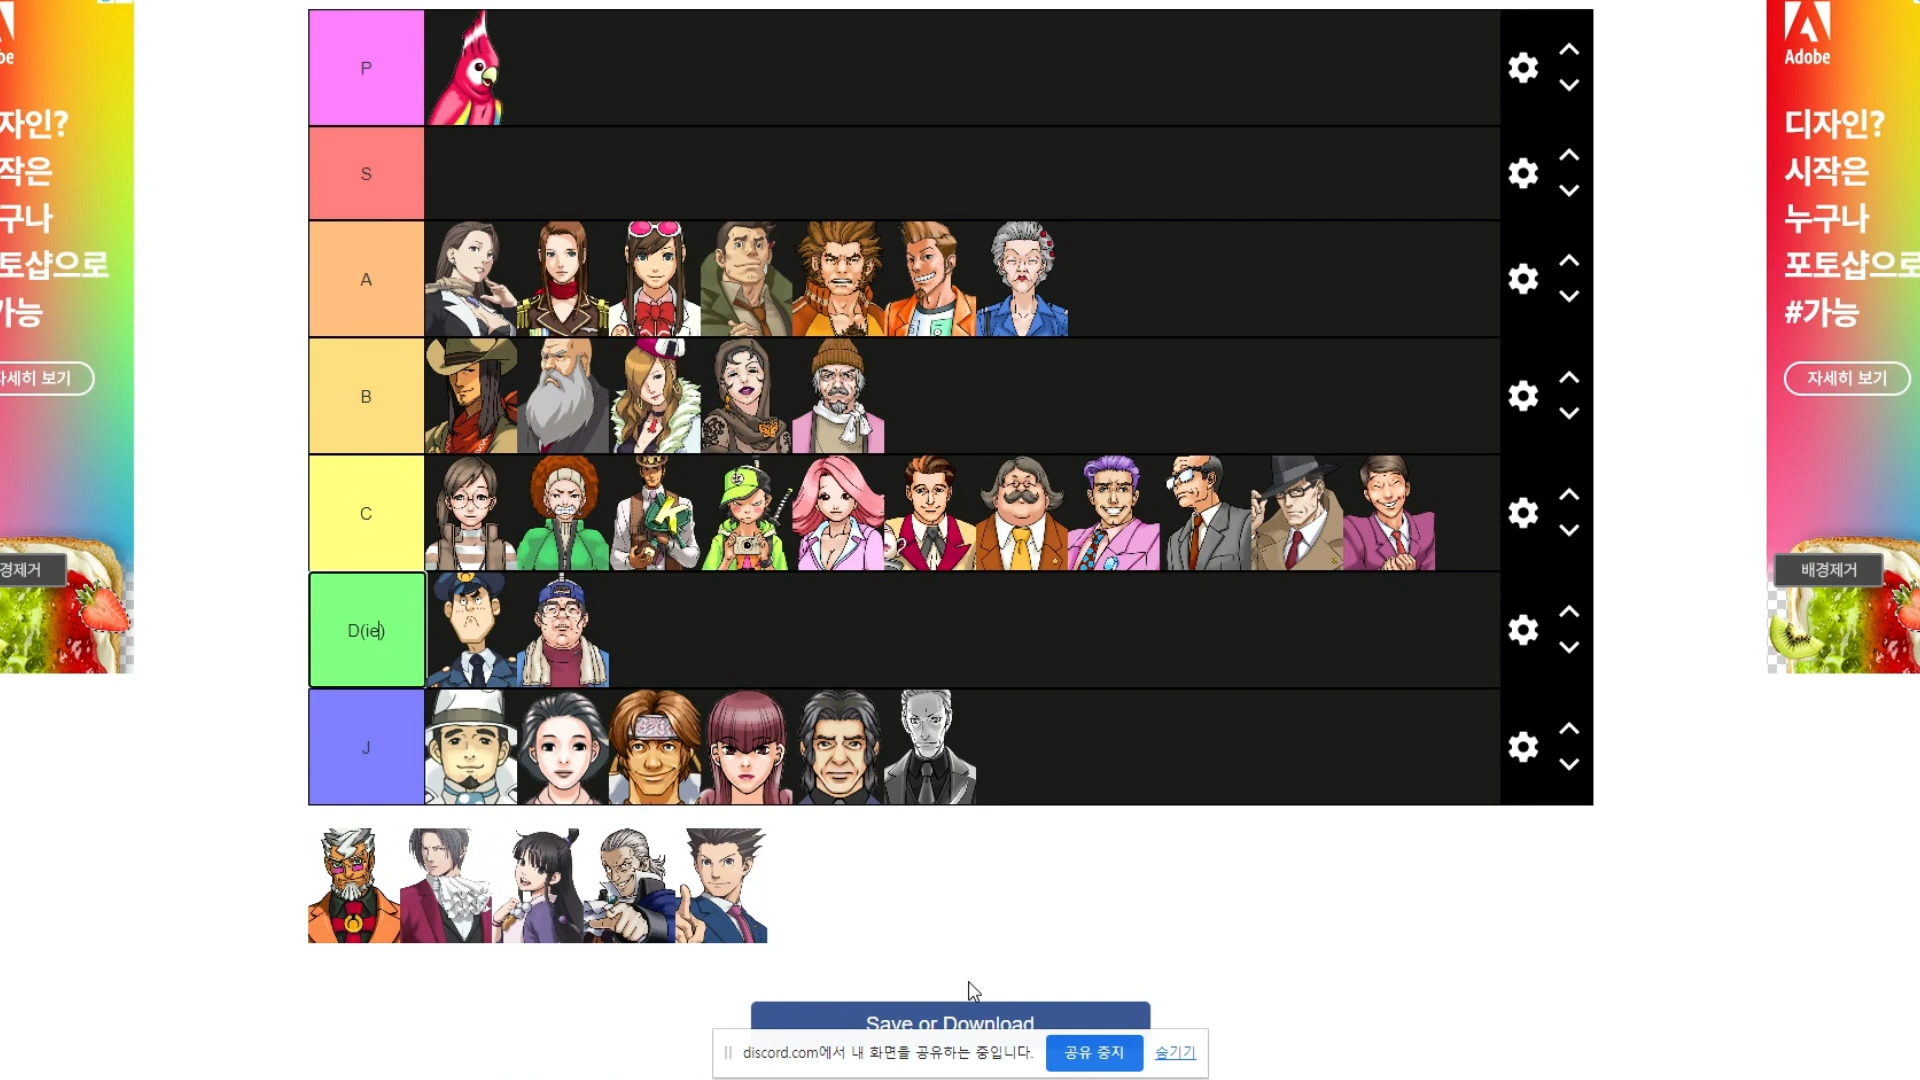 P
S
A
B
C
D(ie)
J
be
자인?
작은
구나
토샵으로
가능
자세히 보기
경제거
Adobe
디자인?
시작은
누구나
포토샵으로
#가능
자세히 보기
배경제거
Save or Download
discord.com에서 내 화면을 공유하는 중입니다.
공유 중지
숨기기